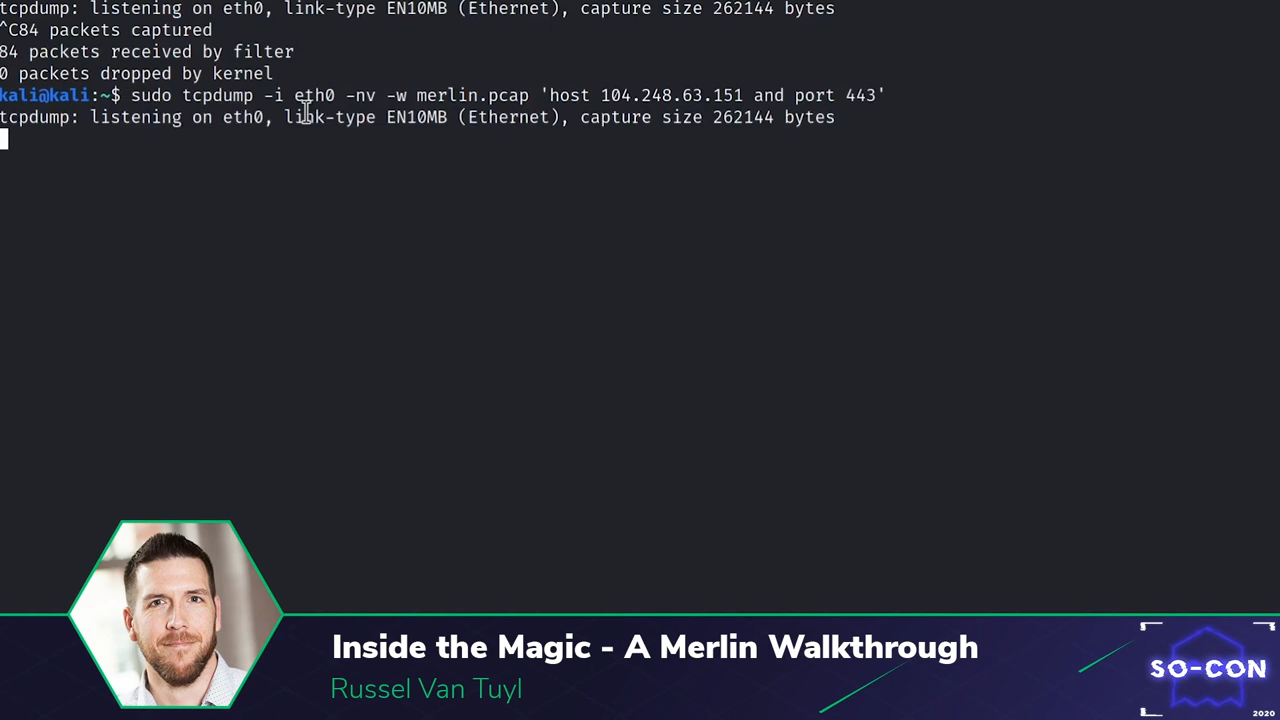 tcpdump: listening on eth0, link-type EN10MB (Ethernet), capture size 262144 bytes
^C84 packets captured
84 packets received by filter
0 packets dropped by kernel
kali@kali:~$ sudo tcpdump -i eth0 -nv -w merlin.pcap 'host 104.248.63.151 and port 443'
tcpdump: listening on eth0, link-type EN10MB (Ethernet), capture size 262144 bytes
Inside the Magic - A Merlin Walkthrough
Russel Van Tuyl
SO-CON
2020